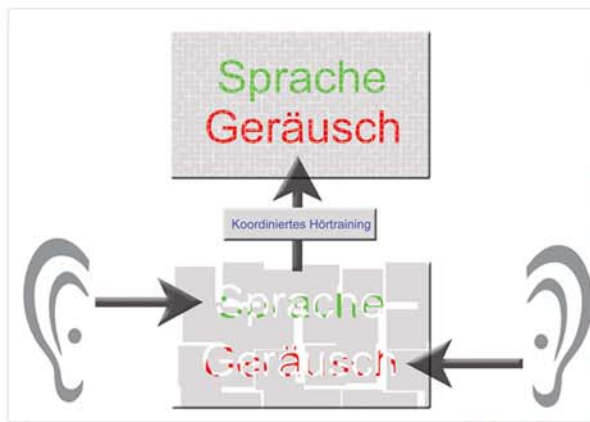 Sprache
Geräusch
Koordiniertes Hörtraining
Sprache
Geräusch